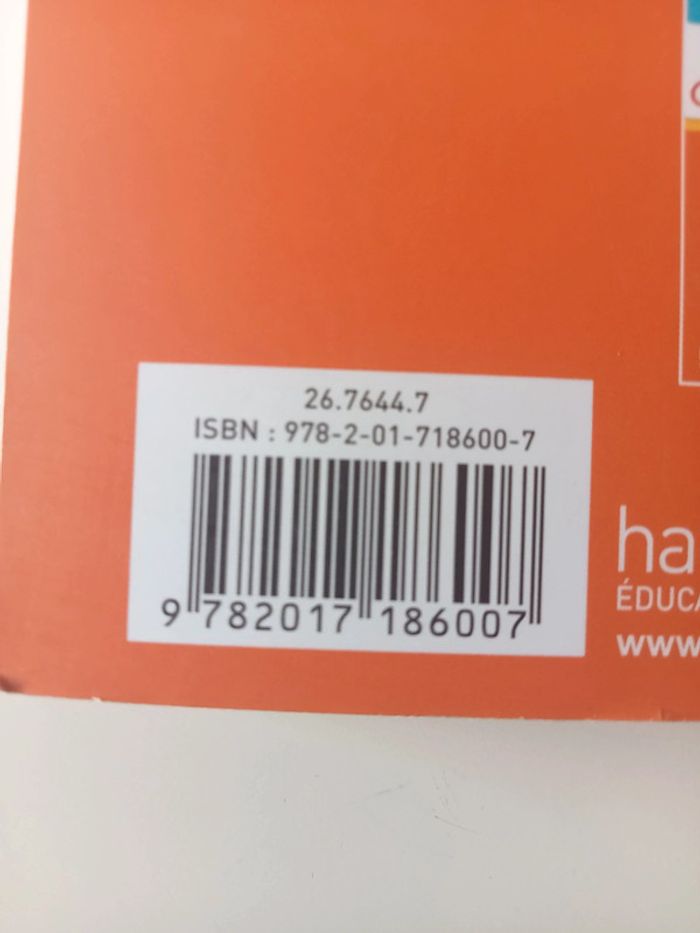 26.7644.7
ISBN : 978-2-01-718600-7
9 782017 186007
ha
ÉDUCA
www